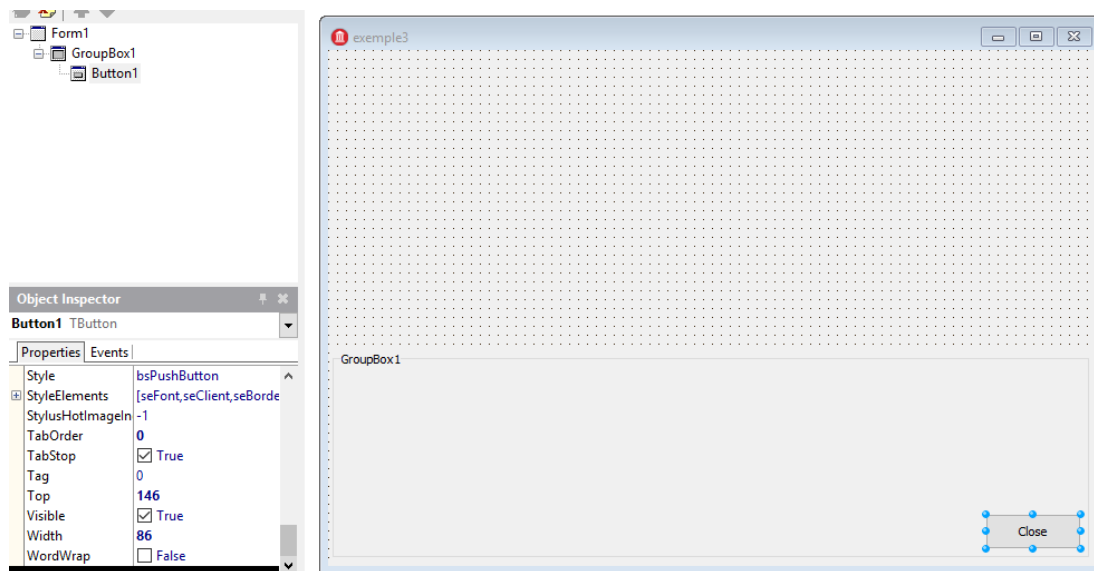 Form1
GroupBox1
Button1
Object Inspector
Button1 TButton
Properties Events
Style bsPushButton
StyleElements [seFont,seClient,seBorde
StylusHotImageIn -1
TabOrder 0
TabStop True
Tag 0
Top 146
Visible True
Width 86
WordWrap False
exemple3
GroupBox1
Close